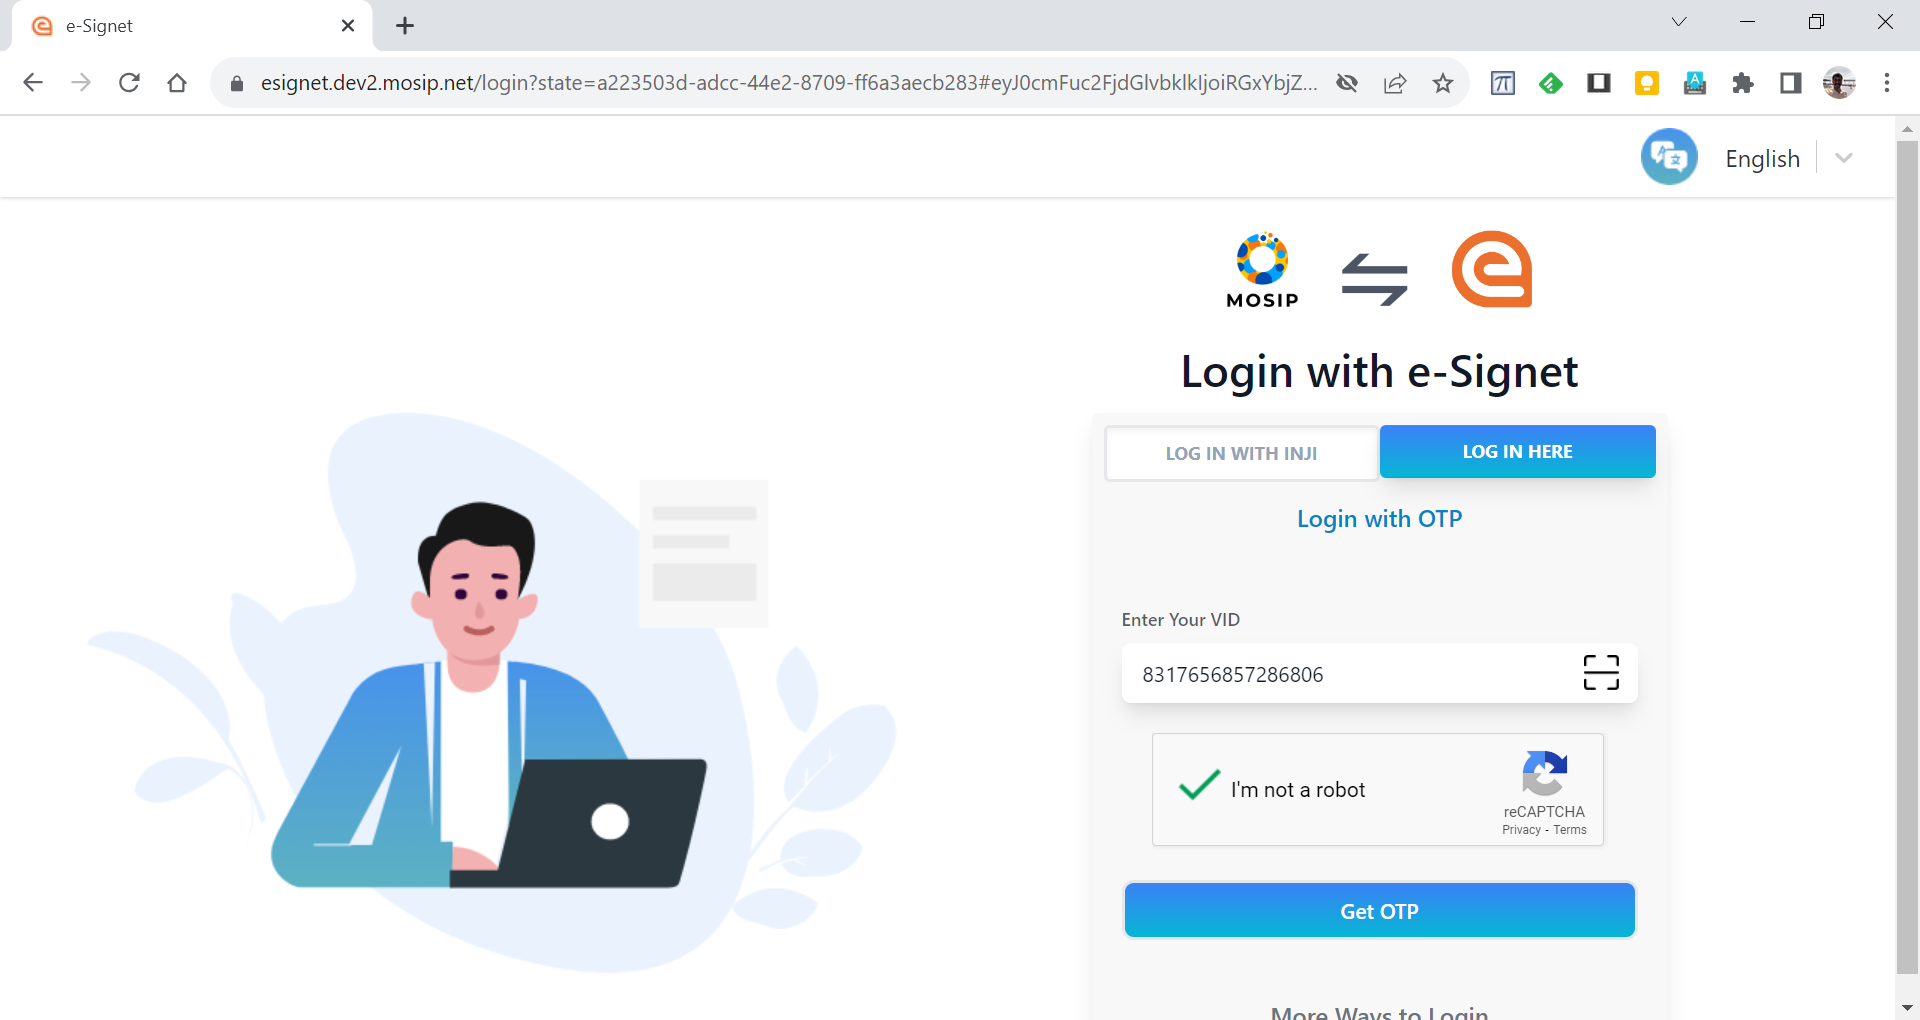 e-Signet
esignet.dev2.mosip.net/login?state=a223503d-adcc-44e2-8709-ff6a3aecb283#eyJ0cmFuc2FjdGlvbklkIjoiRGxYbjZ...
English
MOSIP
Login with e-Signet
LOG IN WITH INJI
LOG IN HERE
Login with OTP
Enter Your VID
8317656857286806
I'm not a robot
reCAPTCHA
Privacy - Terms
Get OTP
More Ways to Login